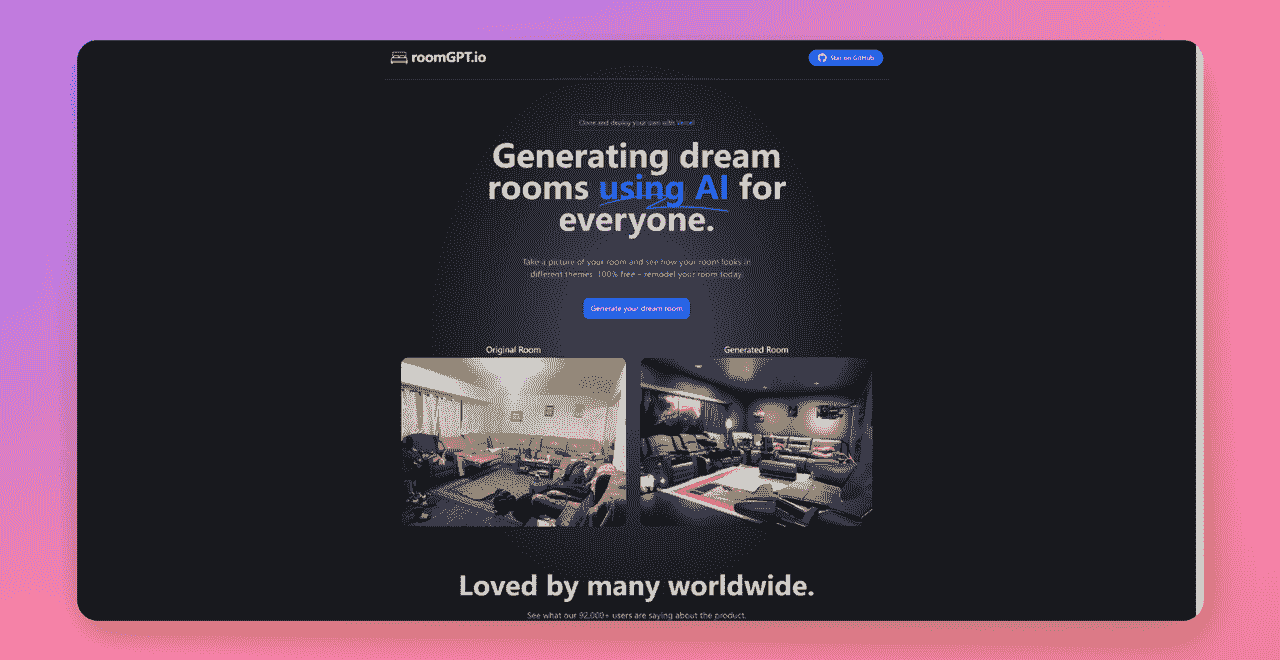 roomGPT.io
Star on GitHub
Clone and deploy your own with Vercel
Generating dream
rooms using AI for
everyone.
Take a picture of your room and see how your room looks in
different themes. 100% free – remodel your room today.
Generate your dream room
Original Room
Generated Room
Loved by many worldwide.
See what our 92,000+ users are saying about the product.